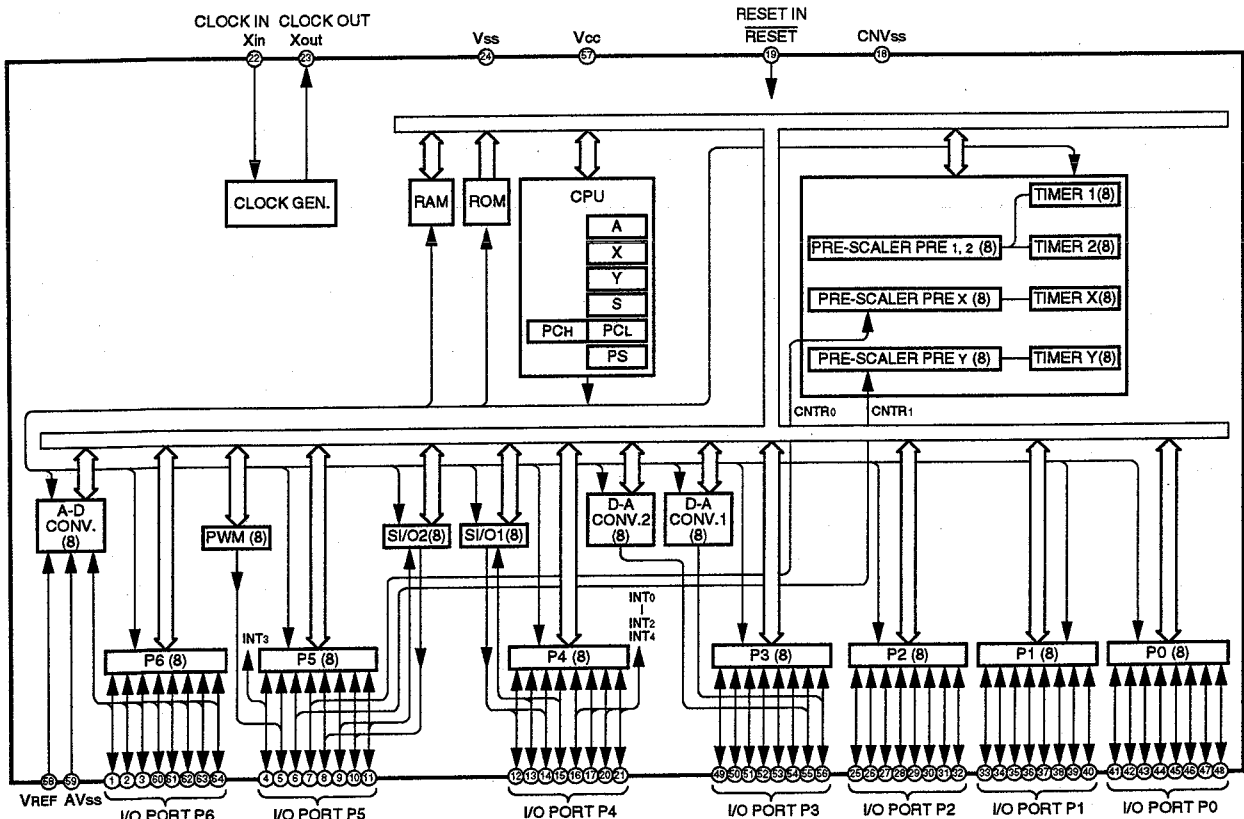 CLOCK IN CLOCK OUT
Xin Xout Vss Vcc RESET IN RESET CNVss
22 23 24 57 19 18
CLOCK GEN.
RAM ROM CPU
A
X
Y
S
PCH PCL
PS
TIMER 1(8)
PRE-SCALER PRE 1, 2 (8) TIMER 2(8)
PRE-SCALER PRE X (8) TIMER X(8)
PRE-SCALER PRE Y (8) TIMER Y(8)
CNTR0 CNTR1
A-D CONV. (8)
PWM (8)
SI/O2(8)
SI/O1(8)
D-A CONV.2 (8)
D-A CONV.1 (8)
INT3
INT0
I
INT2
INT4
P6 (8) P5 (8) P4 (8) P3 (8) P2 (8) P1 (8) P0 (8)
58 59 1 2 3 60 61 62 63 64 4 5 6 7 8 9 10 11 12 13 14 15 16 17 20 21 49 50 51 52 53 54 55 56 25 26 27 28 29 30 31 32 33 34 35 36 37 38 39 40 41 42 43 44 45 46 47 48
VREF AVss I/O PORT P6 I/O PORT P5 I/O PORT P4 I/O PORT P3 I/O PORT P2 I/O PORT P1 I/O PORT P0